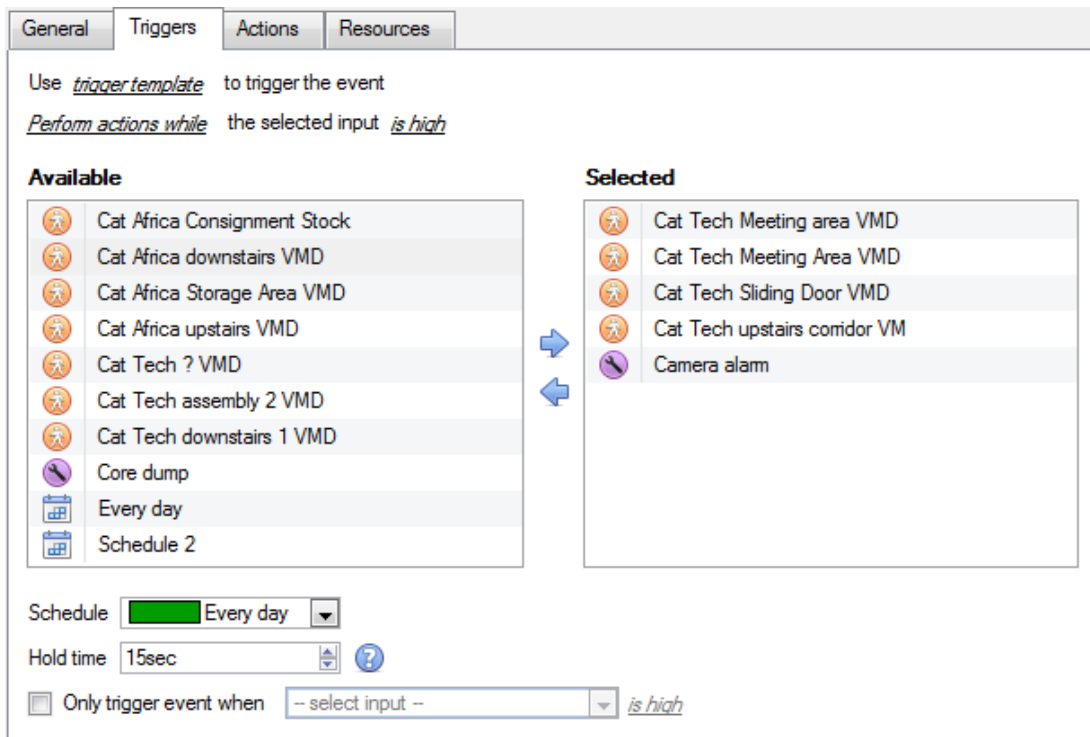 General Triggers Actions Resources
Use trigger template to trigger the event
Perform actions while the selected input is high
Available
Cat Africa Consignment Stock
Cat Africa downstairs VMD
Cat Africa Storage Area VMD
Cat Africa upstairs VMD
Cat Tech ? VMD
Cat Tech assembly 2 VMD
Cat Tech downstairs 1 VMD
Core dump
Every day
Schedule 2
Selected
Cat Tech Meeting area VMD
Cat Tech Meeting Area VMD
Cat Tech Sliding Door VMD
Cat Tech upstairs corridor VM
Camera alarm
Schedule Every day
Hold time 15sec ?
Only trigger event when -- select input -- is high